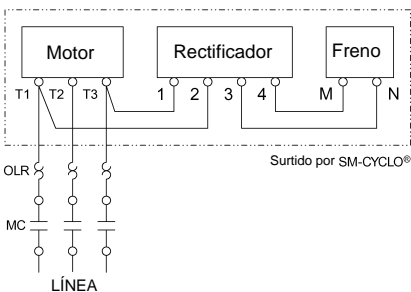 Motor Rectificador Freno
T1 T2 T3 1 2 3 4 M N
Surtido por SM-CYCLO®
OLR
MC
LÍNEA